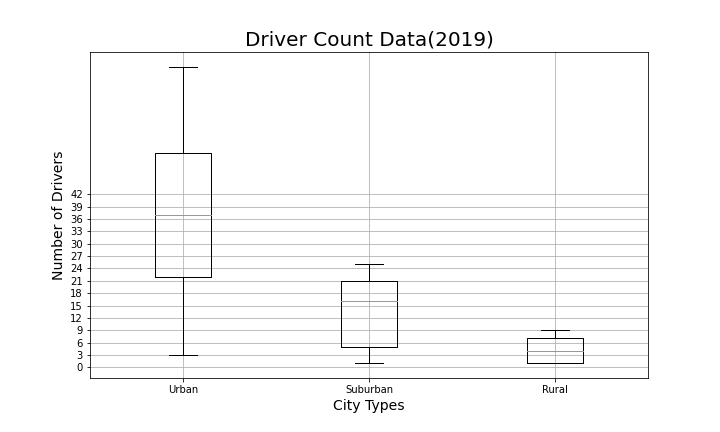 Driver Count Data(2019)
Number of Drivers
42
39
36
33
30
27
24
21
18
15
12
9
6
3
0
Urban
Suburban
Rural
City Types